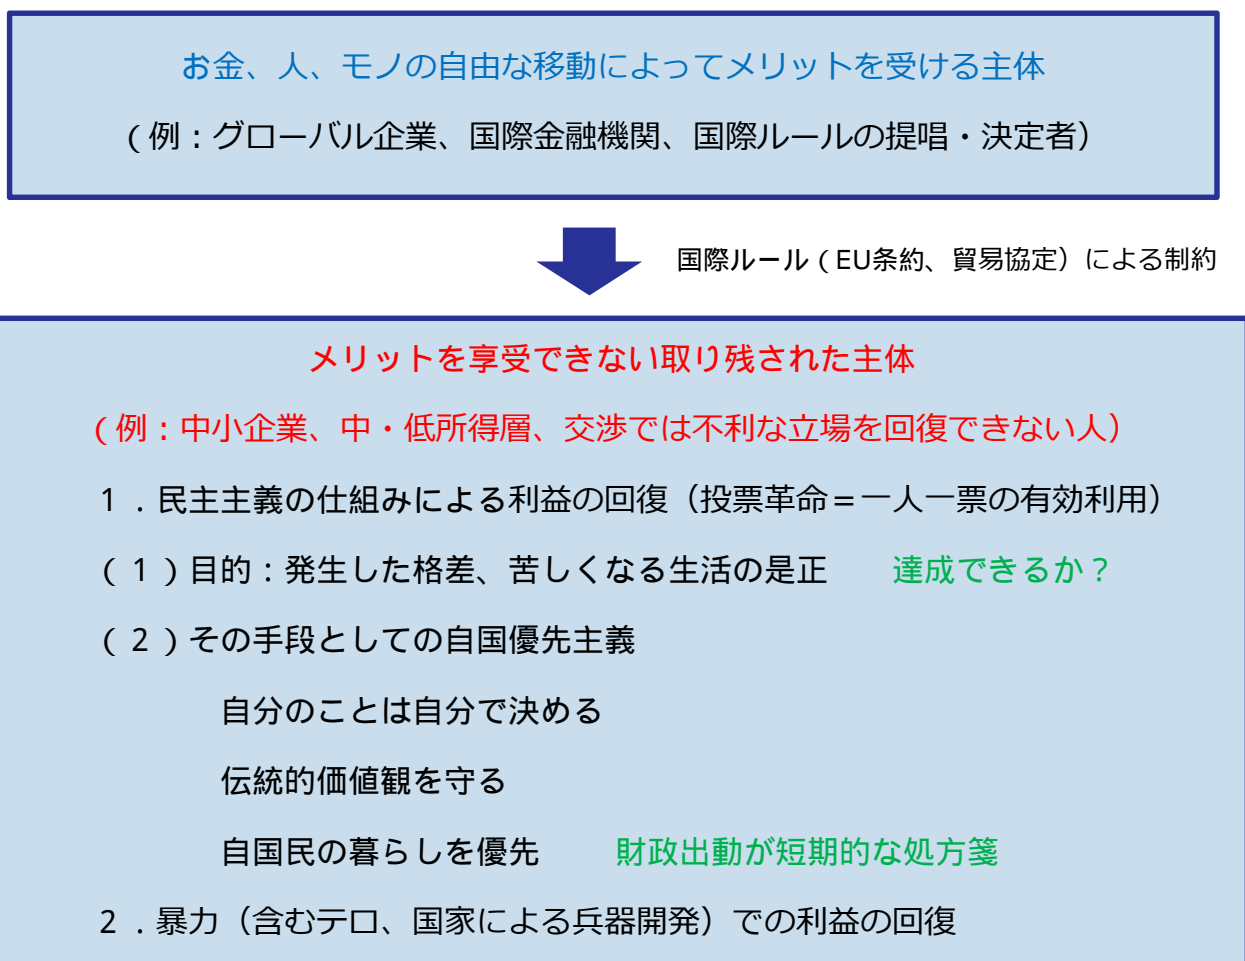 お金、人、モノの自由な移動によってメリットを受ける主体
（例：グローバル企業、国際金融機関、国際ルールの提唱・決定者）
国際ルール（EU条約、貿易協定）による制約
メリットを享受できない取り残された主体
（例：中小企業、中・低所得層、交渉では不利な立場を回復できない人）
１．民主主義の仕組みによる利益の回復（投票革命＝一人一票の有効利用）
（１）目的：発生した格差、苦しくなる生活の是正　　達成できるか？
（２）その手段としての自国優先主義
自分のことは自分で決める
伝統的価値観を守る
自国民の暮らしを優先　　財政出動が短期的な処方箋
２．暴力（含むテロ、国家による兵器開発）での利益の回復